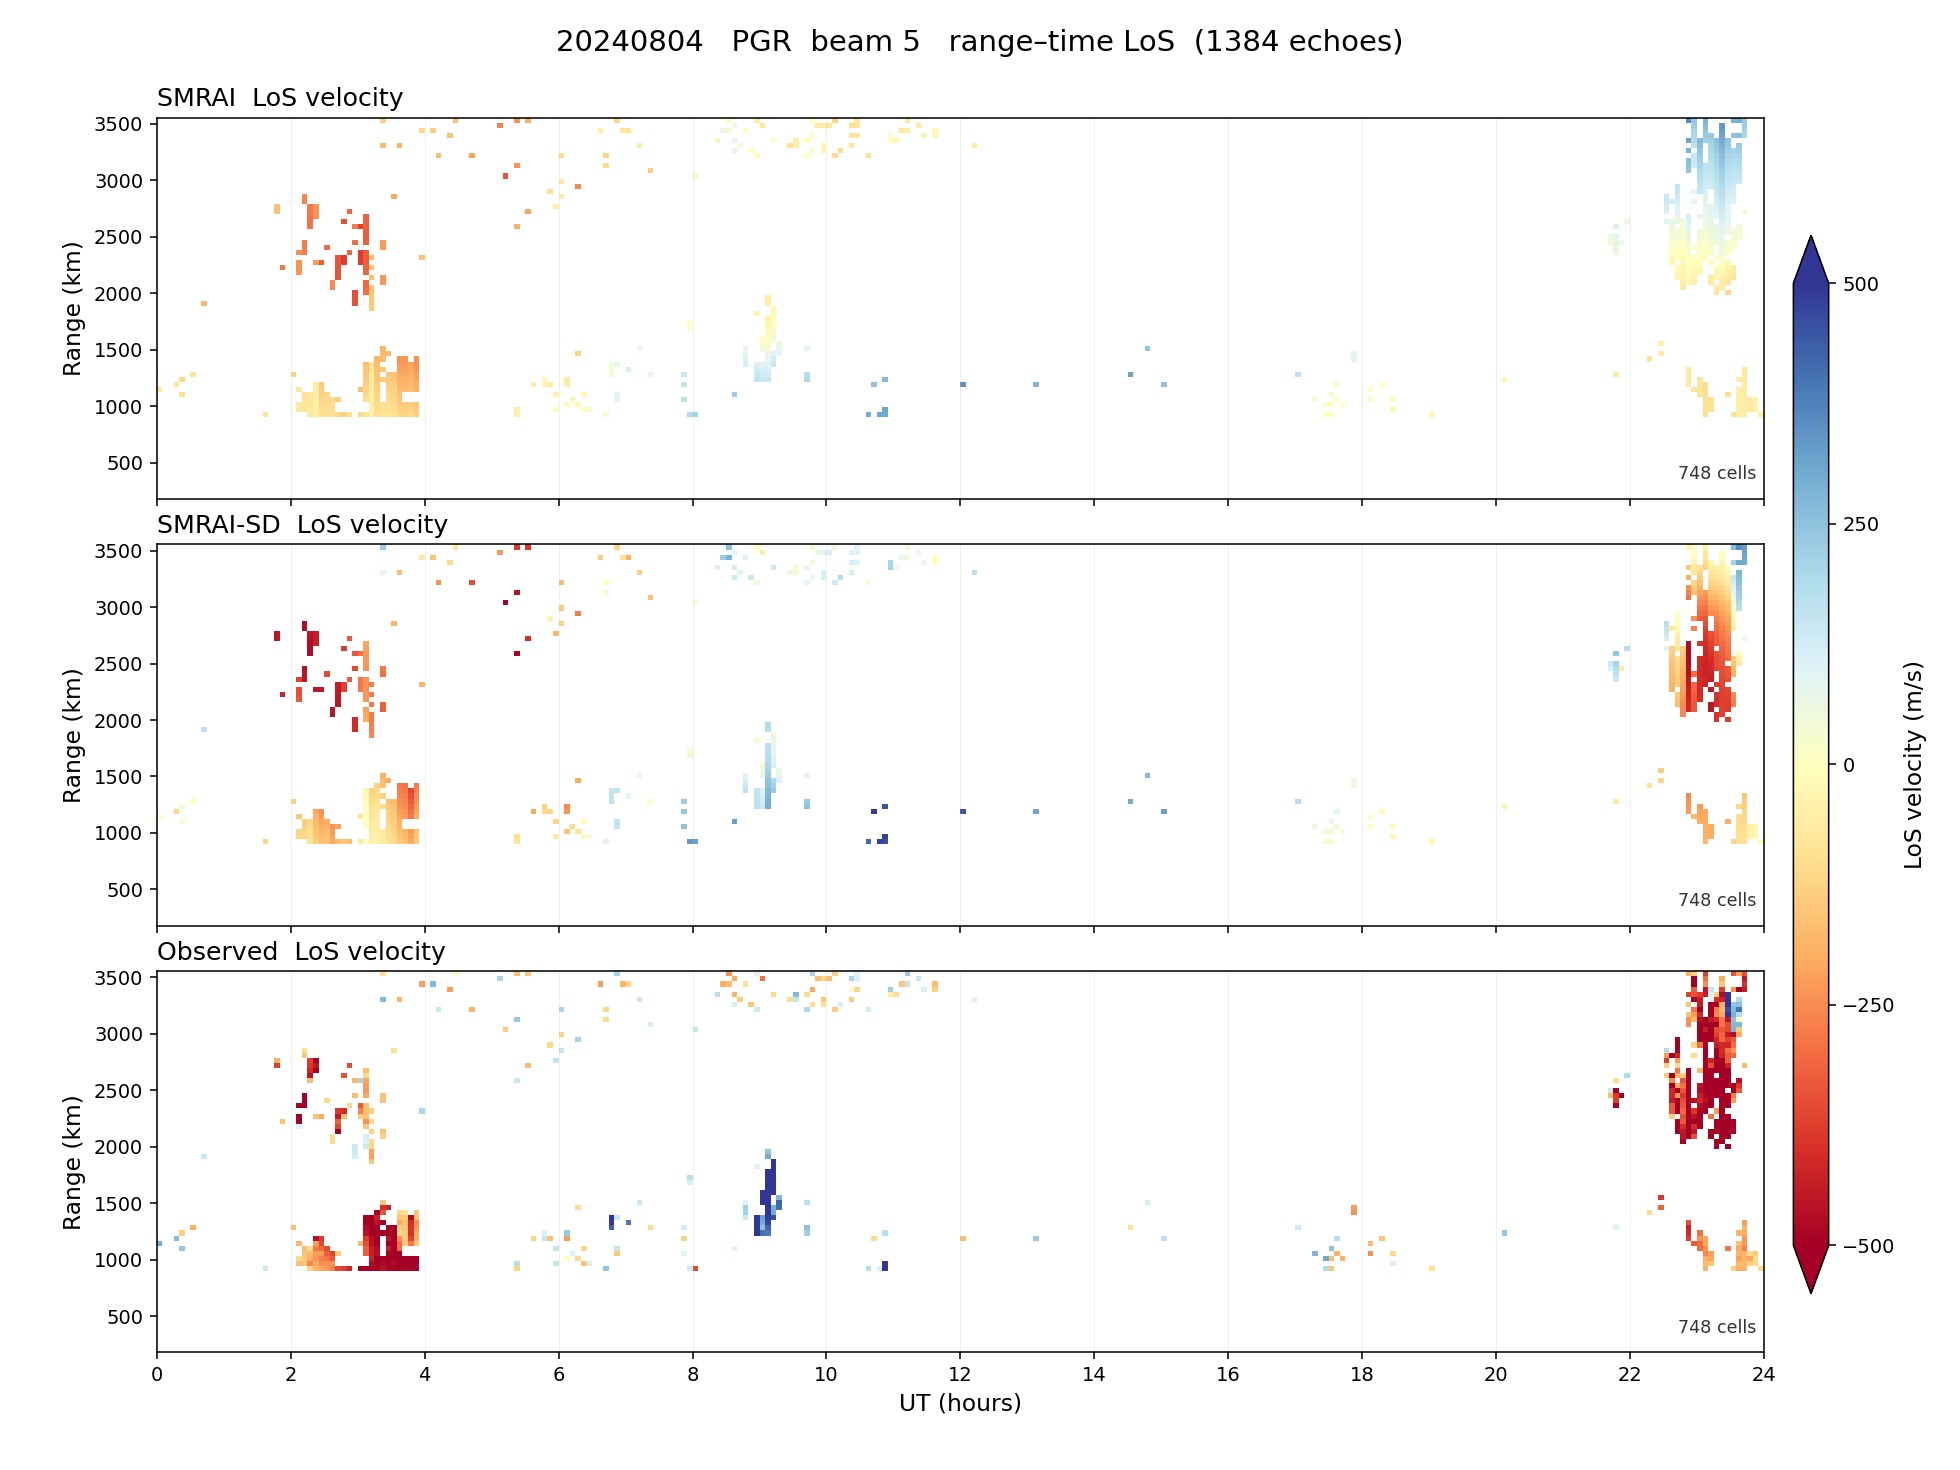 20240804   PGR  beam 5   range–time LoS  (1384 echoes)
SMRAI  LoS velocity
3500
3000
2500
2000
1500
1000
500
Range (km)
748 cells
SMRAI-SD  LoS velocity
3500
3000
2500
2000
1500
1000
500
Range (km)
748 cells
Observed  LoS velocity
3500
3000
2500
2000
1500
1000
500
Range (km)
748 cells
0 2 4 6 8 10 12 14 16 18 20 22 24
UT (hours)
500
250
0
−250
−500
LoS velocity (m/s)